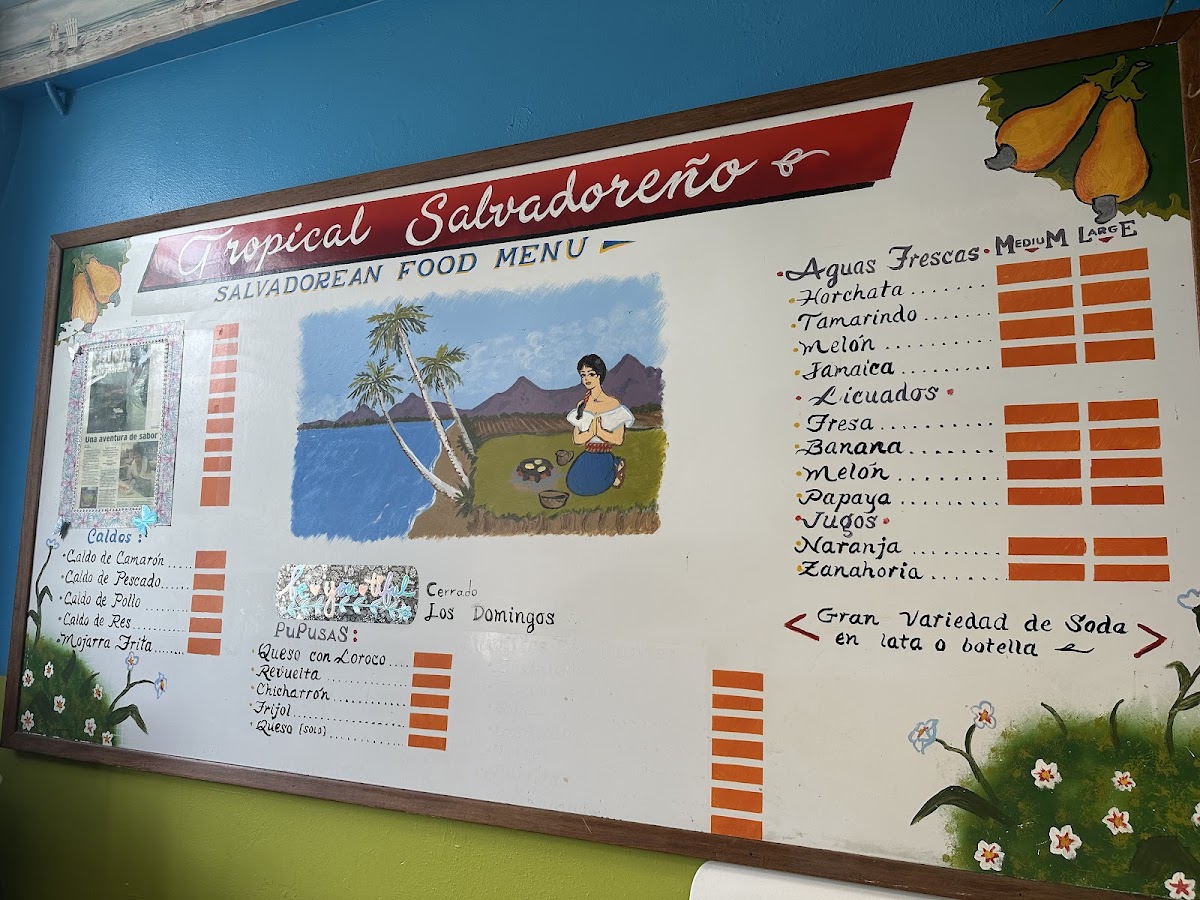 Tropical Salvadoreño
SALVADOREAN FOOD MENU
Una aventura de sabor
Caldos :
Caldo de Camarón......
Caldo de Pescado......
Caldo de Pollo......
Caldo de Res......
Mojarra Frita......
be you tiful
Cerrado
Los Domingos
PUPUSAS:
Queso con Loroco....
Revuelta
Chicharrón
Frijol
Queso (SOLO)
Aguas Frescas MEDIUM LARGE
Horchata
Tamarindo
Melón
Jamaica
Licuados
Fresa
Banana
Melón
Papaya
Jugos
Naranja
Zanahoria
Gran Variedad de Soda
en lata o botella